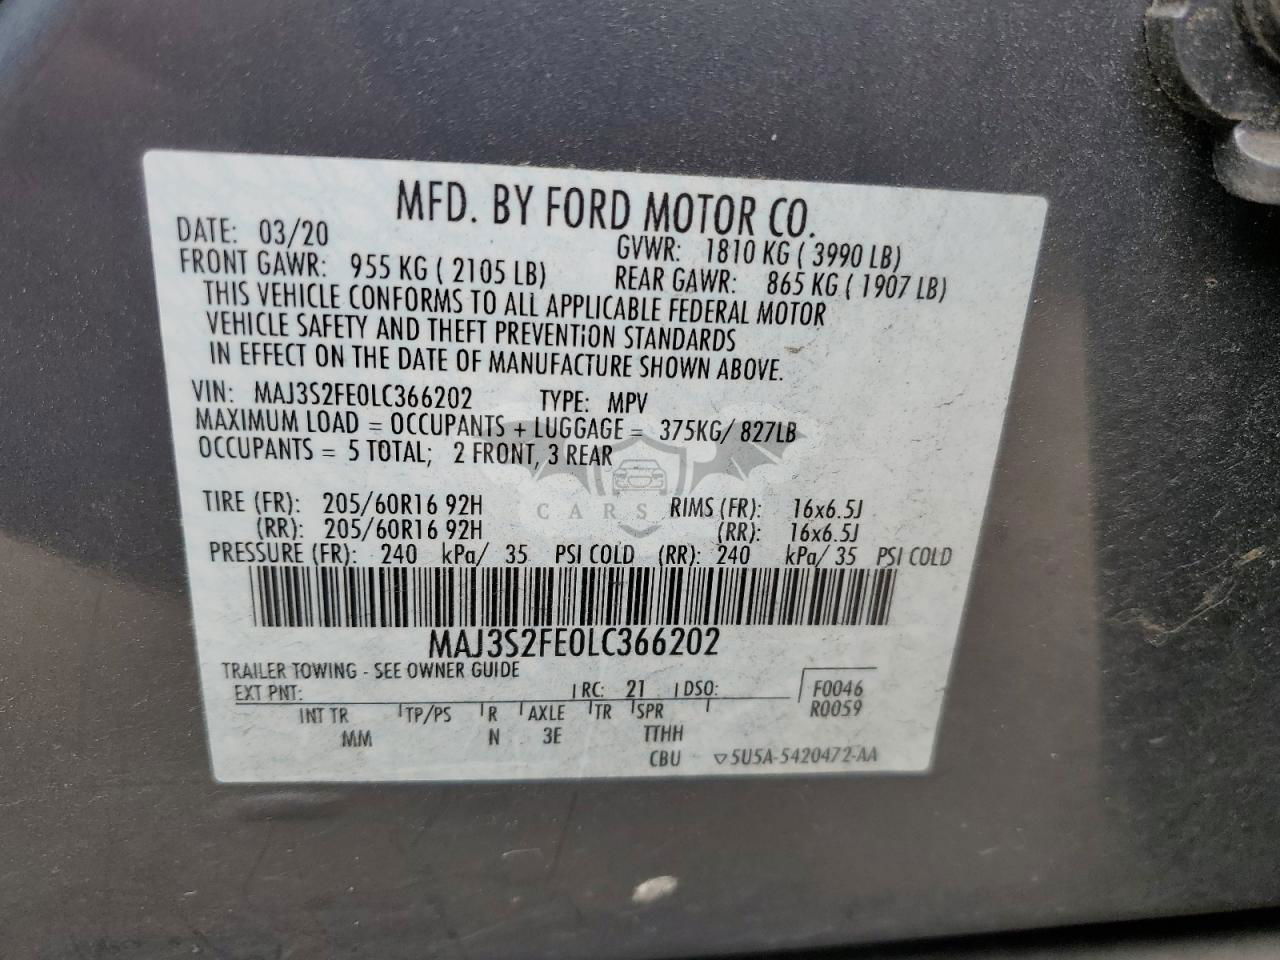 MFD. BY FORD MOTOR CO.
DATE: 03/20 GVWR: 1810 KG ( 3990 LB)
FRONT GAWR: 955 KG ( 2105 LB) REAR GAWR: 865 KG ( 1907 LB)
THIS VEHICLE CONFORMS TO ALL APPLICABLE FEDERAL MOTOR
VEHICLE SAFETY AND THEFT PREVENTION STANDARDS
IN EFFECT ON THE DATE OF MANUFACTURE SHOWN ABOVE.
VIN: MAJ3S2FE0LC366202 TYPE: MPV
MAXIMUM LOAD = OCCUPANTS + LUGGAGE = 375KG/ 827LB
OCCUPANTS = 5 TOTAL; 2 FRONT, 3 REAR
TIRE (FR): 205/60R16 92H RIMS (FR): 16x6.5J
CARS
(RR): 205/60R16 92H (RR): 16x6.5J
PRESSURE (FR): 240 kPa/ 35 PSI COLD (RR): 240 kPa/ 35 PSI COLD
MAJ3S2FE0LC366202
TRAILER TOWING - SEE OWNER GUIDE
EXT PNT: RC: 21 DSO: F0046
INT TR TP/PS R AXLE TR SPR R0059
MM N 3E TTHH
CBU ▽5U5A-5420472-AA